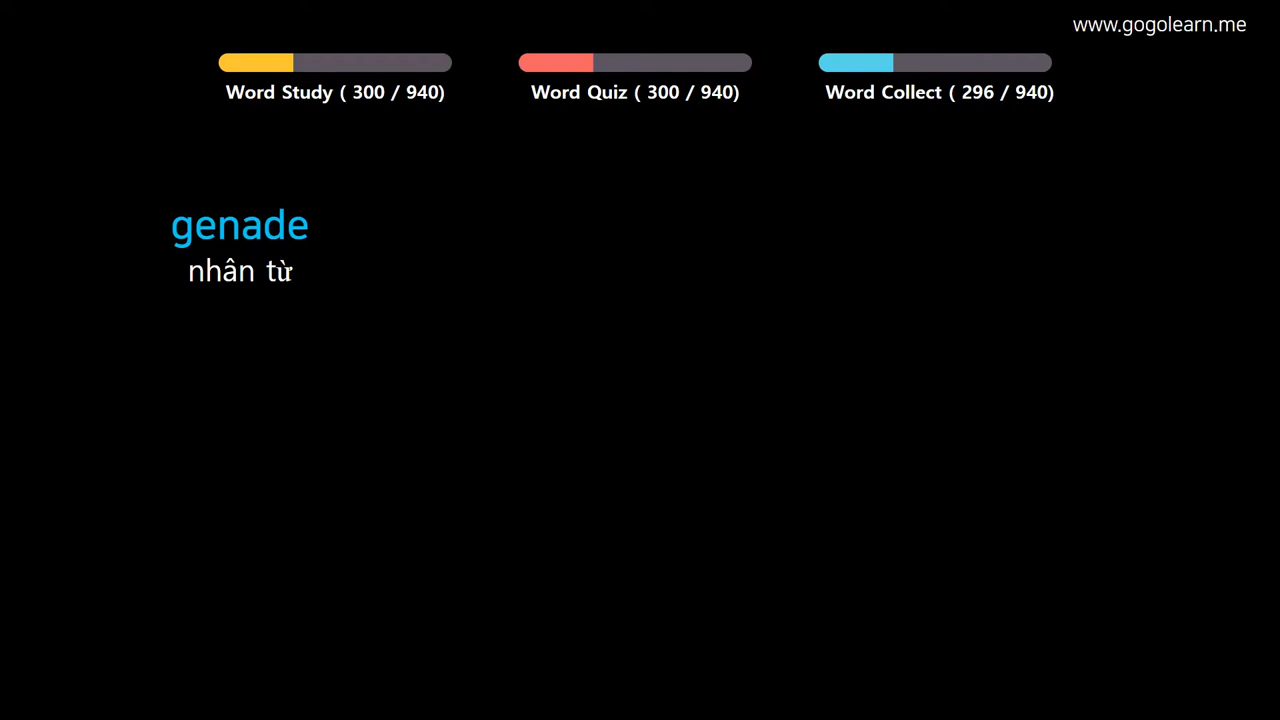 www.gogolearn.me
Word Study ( 300 / 940)
Word Quiz ( 300 / 940)
Word Collect ( 296 / 940)
genade
nhân từ